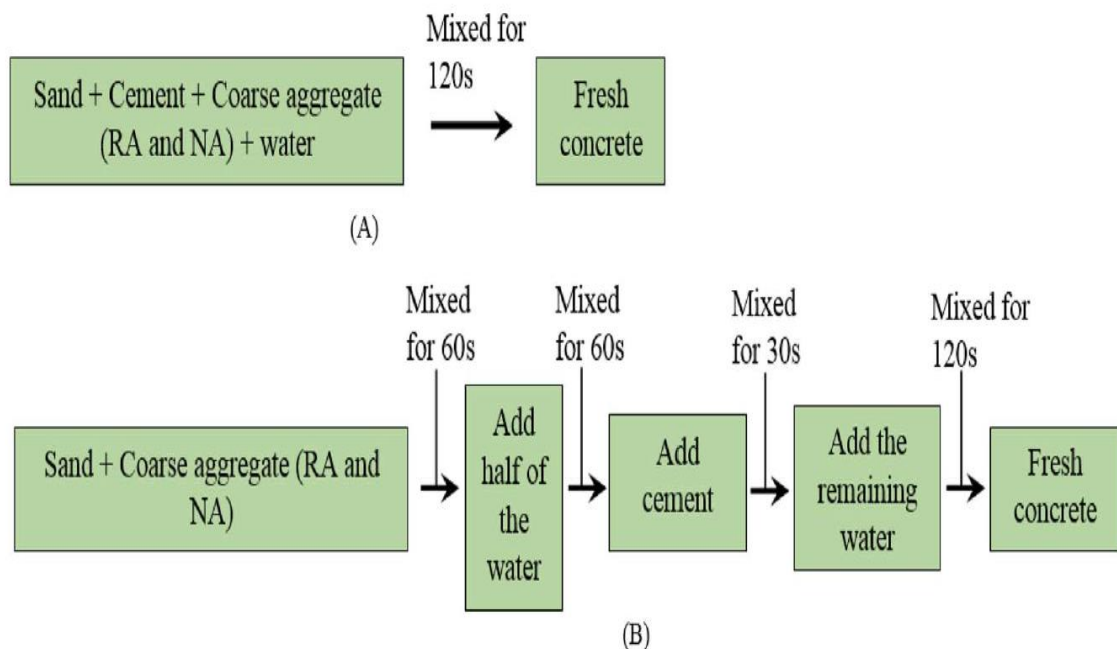 Mixed for
120s
Sand + Cement + Coarse aggregate
(RA and NA) + water
Fresh
concrete
(A)
Mixed
for 60s
Mixed
for 60s
Mixed
for 30s
Mixed for
120s
Sand + Coarse aggregate (RA and
NA)
Add
half of
the
water
Add
cement
Add the
remaining
water
Fresh
concrete
(B)